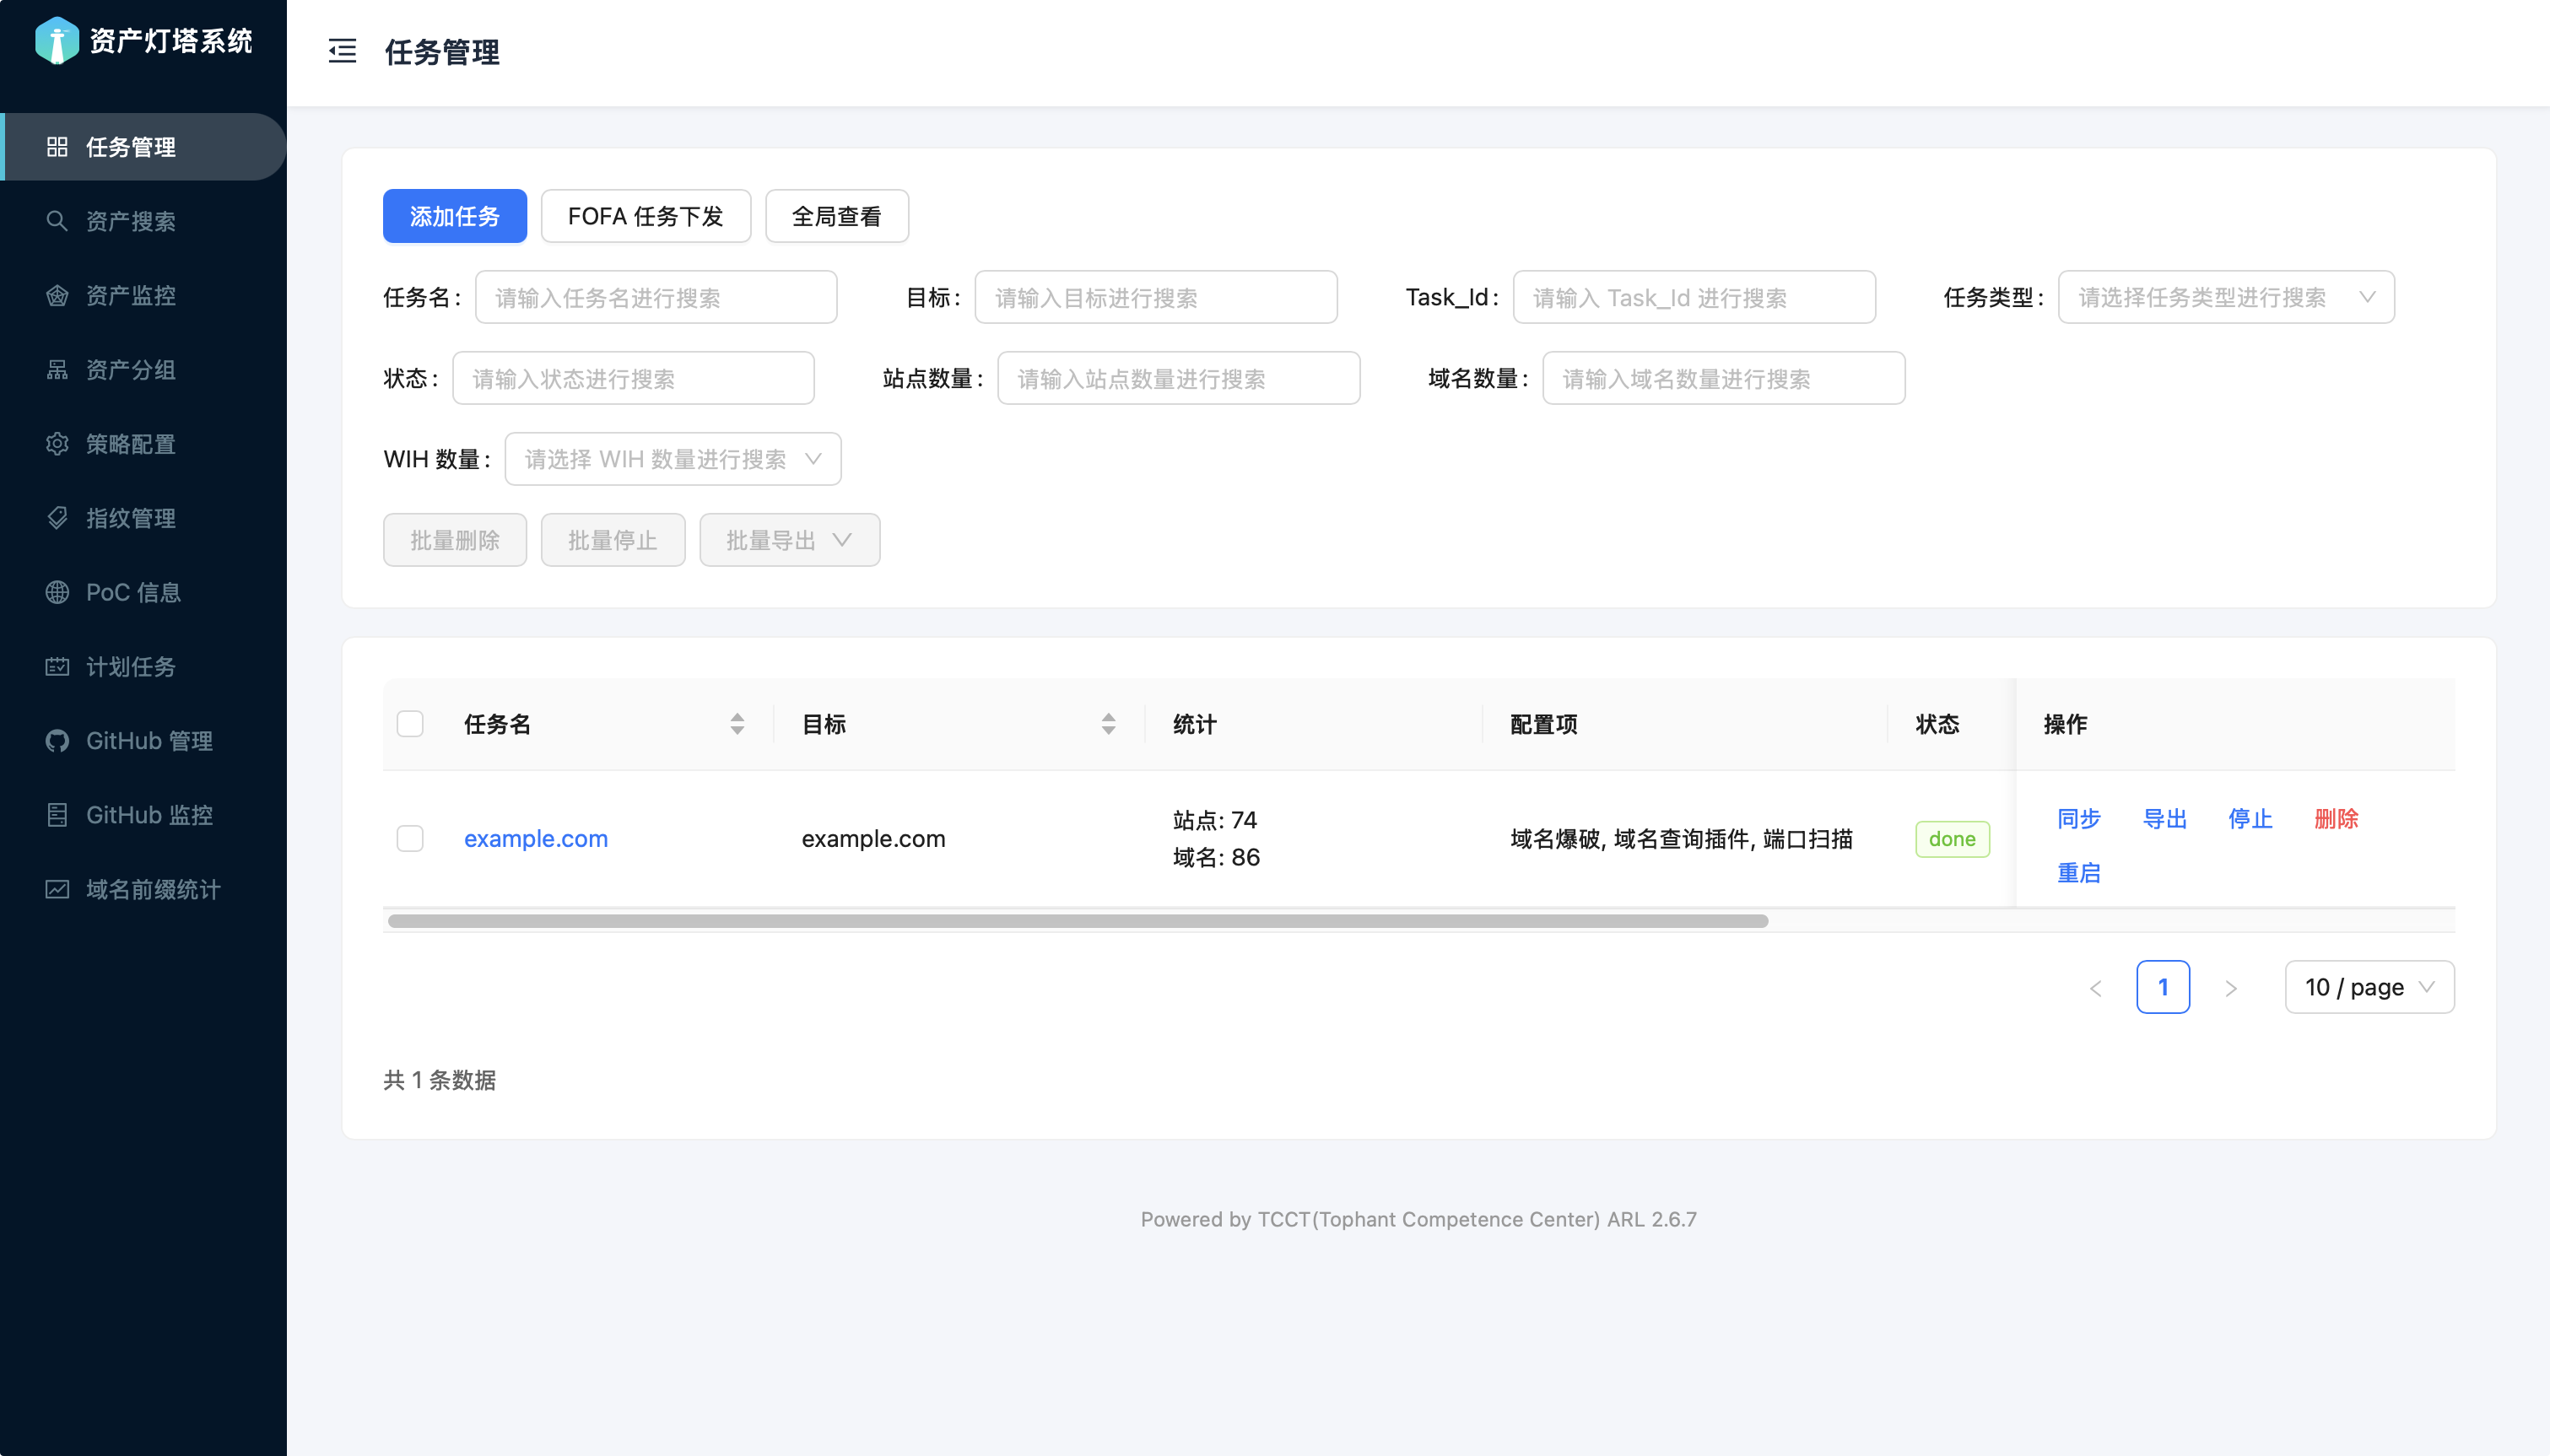 资产灯塔系统
任务管理
资产搜索
资产监控
资产分组
策略配置
指纹管理
PoC 信息
计划任务
GitHub 管理
GitHub 监控
域名前缀统计
任务管理
添加任务 FOFA 任务下发 全局查看
任务名: 请输入任务名进行搜索 目标: 请输入目标进行搜索 Task_Id: 请输入 Task_Id 进行搜索 任务类型: 请选择任务类型进行搜索
状态: 请输入状态进行搜索 站点数量: 请输入站点数量进行搜索 域名数量: 请输入域名数量进行搜索
WIH 数量: 请选择 WIH 数量进行搜索
批量删除 批量停止 批量导出
任务名 目标 统计 配置项 状态 操作
example.com example.com 站点: 74 域名: 86 域名爆破, 域名查询插件, 端口扫描 done 同步 导出 停止 删除
重启
1 10 / page
共 1 条数据
Powered by TCCT(Tophant Competence Center) ARL 2.6.7